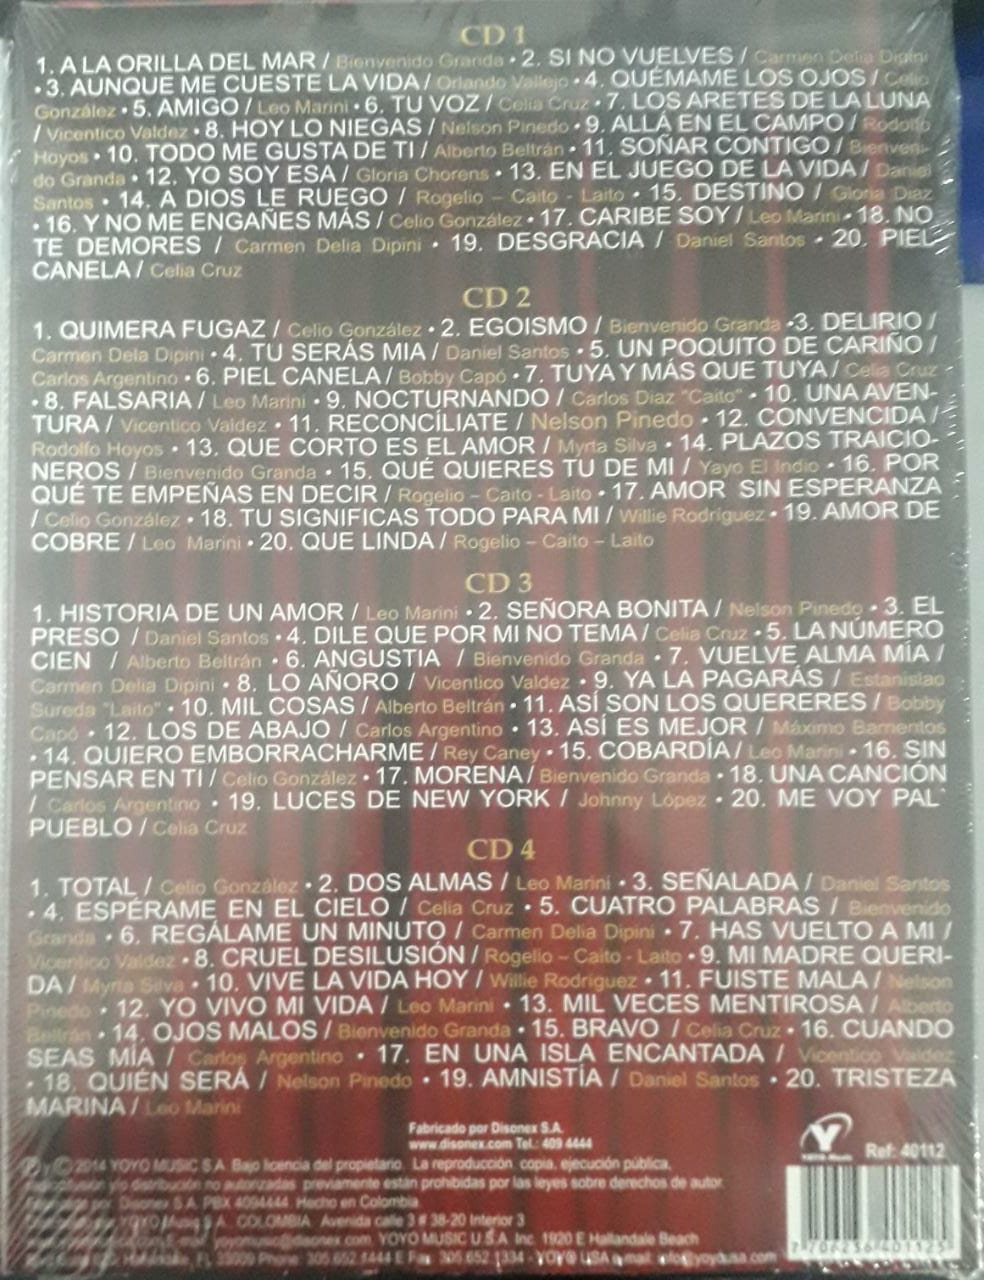 CD 1
1. A LA ORILLA DEL MAR / Bienvenido Granda • 2. SI NO VUELVES / Carmen Delia Dipini
• 3. AUNQUE ME CUESTE LA VIDA / Orlando Vallejo • 4. QUÉMAME LOS OJOS / Celio
González • 5. AMIGO / Leo Marini • 6. TU VOZ / Celia Cruz • 7. LOS ARETES DE LA LUNA
/ Vicentico Valdez • 8. HOY LO NIEGAS / Nelson Pinedo • 9. ALLÁ EN EL CAMPO / Rodolfo
Hoyos • 10. TODO ME GUSTA DE TI / Alberto Beltrán • 11. SOÑAR CONTIGO / Bienveni-
do Granda • 12. YO SOY ESA / Gloria Chorens • 13. EN EL JUEGO DE LA VIDA / Daniel
Santos • 14. A DIOS LE RUEGO / Rogelio – Caito - Laito • 15. DESTINO / Gloria Diaz
• 16. Y NO ME ENGAÑES MÁS / Celio González • 17. CARIBE SOY / Leo Marini • 18. NO
TE DEMORES / Carmen Delia Dipini • 19. DESGRACIA / Daniel Santos • 20. PIEL
CANELA / Celia Cruz
CD 2
1. QUIMERA FUGAZ / Celio González • 2. EGOISMO / Bienvenido Granda •3. DELIRIO /
Carmen Dela Dipini • 4. TU SERÁS MIA / Daniel Santos • 5. UN POQUITO DE CARIÑO /
Carlos Argentino • 6. PIEL CANELA / Bobby Capó • 7. TUYA Y MÁS QUE TUYA / Celia Cruz
• 8. FALSARIA / Leo Marini • 9. NOCTURNANDO / Carlos Diaz "Caito" • 10. UNA AVEN-
TURA / Vicentico Valdez • 11. RECONCÍLIATE / Nelson Pinedo • 12. CONVENCIDA /
Rodolfo Hoyos • 13. QUE CORTO ES EL AMOR / Myrta Silva • 14. PLAZOS TRAICIO-
NEROS / Bienvenido Granda • 15. QUÉ QUIERES TU DE MI / Yayo El Indio • 16. POR
QUÉ TE EMPEÑAS EN DECIR / Rogelio – Caito - Laito • 17. AMOR SIN ESPERANZA
/ Celio González • 18. TU SIGNIFICAS TODO PARA MI / Willie Rodríguez • 19. AMOR DE
COBRE / Leo Marini • 20. QUE LINDA / Rogelio – Caito – Laito
CD 3
1. HISTORIA DE UN AMOR / Leo Marini • 2. SEÑORA BONITA / Nelson Pinedo • 3. EL
PRESO / Daniel Santos • 4. DILE QUE POR MI NO TEMA / Celia Cruz • 5. LA NÚMERO
CIEN / Alberto Beltrán • 6. ANGUSTIA / Bienvenido Granda • 7. VUELVE ALMA MÍA /
Carmen Delia Dipini • 8. LO AÑORO / Vicentico Valdez • 9. YA LA PAGARÁS / Estanislao
Sureda "Laito" • 10. MIL COSAS / Alberto Beltrán • 11. ASÍ SON LOS QUERERES / Bobby
Capó • 12. LOS DE ABAJO / Carlos Argentino • 13. ASÍ ES MEJOR / Máximo Barrientos
• 14. QUIERO EMBORRACHARME / Rey Caney • 15. COBARDÍA / Leo Marini • 16. SIN
PENSAR EN TI / Celio González • 17. MORENA / Bienvenido Granda • 18. UNA CANCIÓN
/ Carlos Argentino • 19. LUCES DE NEW YORK / Johnny López • 20. ME VOY PAL´
PUEBLO / Celia Cruz
CD 4
1. TOTAL / Celio González • 2. DOS ALMAS / Leo Marini • 3. SEÑALADA / Daniel Santos
• 4. ESPÉRAME EN EL CIELO / Celia Cruz • 5. CUATRO PALABRAS / Bienvenido
Granda • 6. REGÁLAME UN MINUTO / Carmen Delia Dipini • 7. HAS VUELTO A MI /
Vicentico Valdez • 8. CRUEL DESILUSIÓN / Rogelio – Caito - Laito • 9. MI MADRE QUERI-
DA / Myrta Silva • 10. VIVE LA VIDA HOY / Willie Rodríguez • 11. FUISTE MALA / Nelson
Pinedo • 12. YO VIVO MI VIDA / Leo Marini • 13. MIL VECES MENTIROSA / Alberto
Beltrán • 14. OJOS MALOS / Bienvenido Granda • 15. BRAVO / Celia Cruz • 16. CUANDO
SEAS MÍA / Carlos Argentino • 17. EN UNA ISLA ENCANTADA / Vicentico Valdez
• 18. QUIÉN SERÁ / Nelson Pinedo • 19. AMNISTÍA / Daniel Santos • 20. TRISTEZA
MARINA / Leo Marini
Fabricado por Disonex S.A.
www.disonex.com Tel.: 409 4444
Ref: 40112
Ⓟ y © 2014 YOYO MUSIC S.A. Bajo licencia del propietario. La reproducción, copia, ejecución pública,
y/o distribución no autorizadas previamente están prohibidas por las leyes sobre derechos de autor.
por Disonex S.A. PBX 4094444. Hecho en Colombia
YOYO Music S.A. COLOMBIA Avenida calle 3 # 38-20 Interior 3
YOYO MUSIC U.S.A. Inc. 1920 E Hallandale Beach
FL 33009 Phone: 305.652.1444 E Fax: 305.652.1334 - YOYO USA